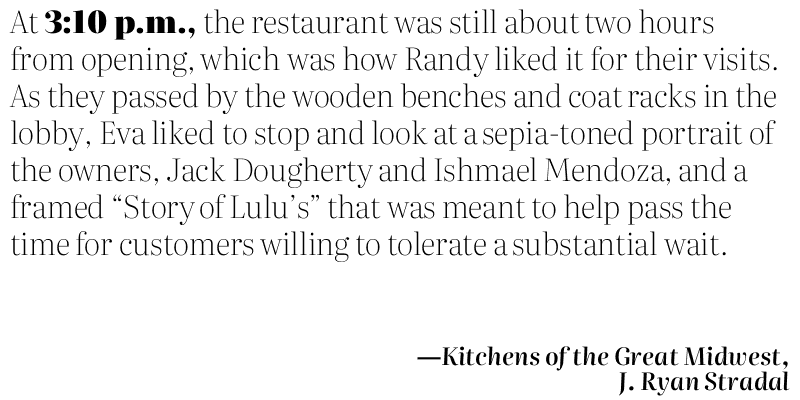 At 3:10 p.m., the restaurant was still about two hours
from opening, which was how Randy liked it for their visits.
As they passed by the wooden benches and coat racks in the
lobby, Eva liked to stop and look at a sepia-toned portrait of
the owners, Jack Dougherty and Ishmael Mendoza, and a
framed “Story of Lulu’s” that was meant to help pass the
time for customers willing to tolerate a substantial wait.
—Kitchens of the Great Midwest,
J. Ryan Stradal